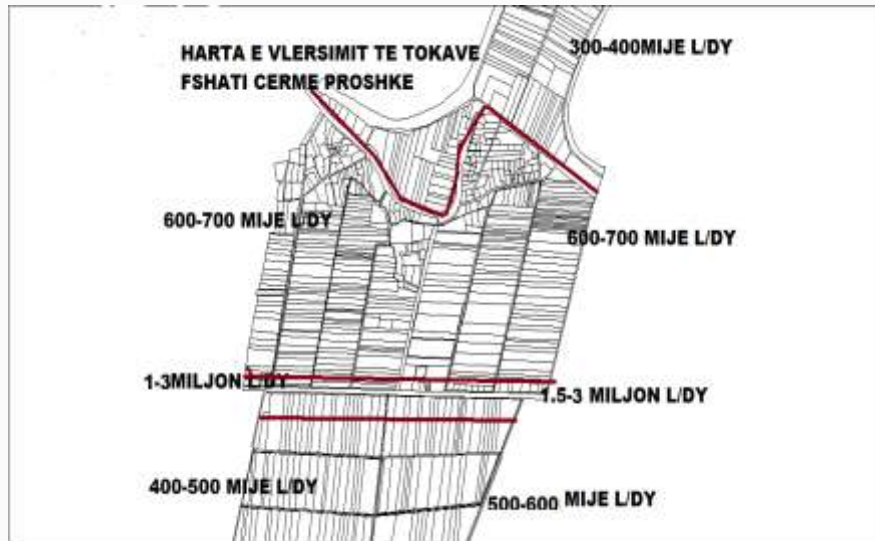 300-400MIJE L/DY
HARTA E VLERSIMIT TE TOKAVE
FSHATI CERME PROSHKE
600-700 MIJE L/DY
600-700 MIJE L/DY
1-3MILJON L/DY
1.5-3 MILJON L/DY
400-500 MIJE L/DY
500-600 MIJE L/DY